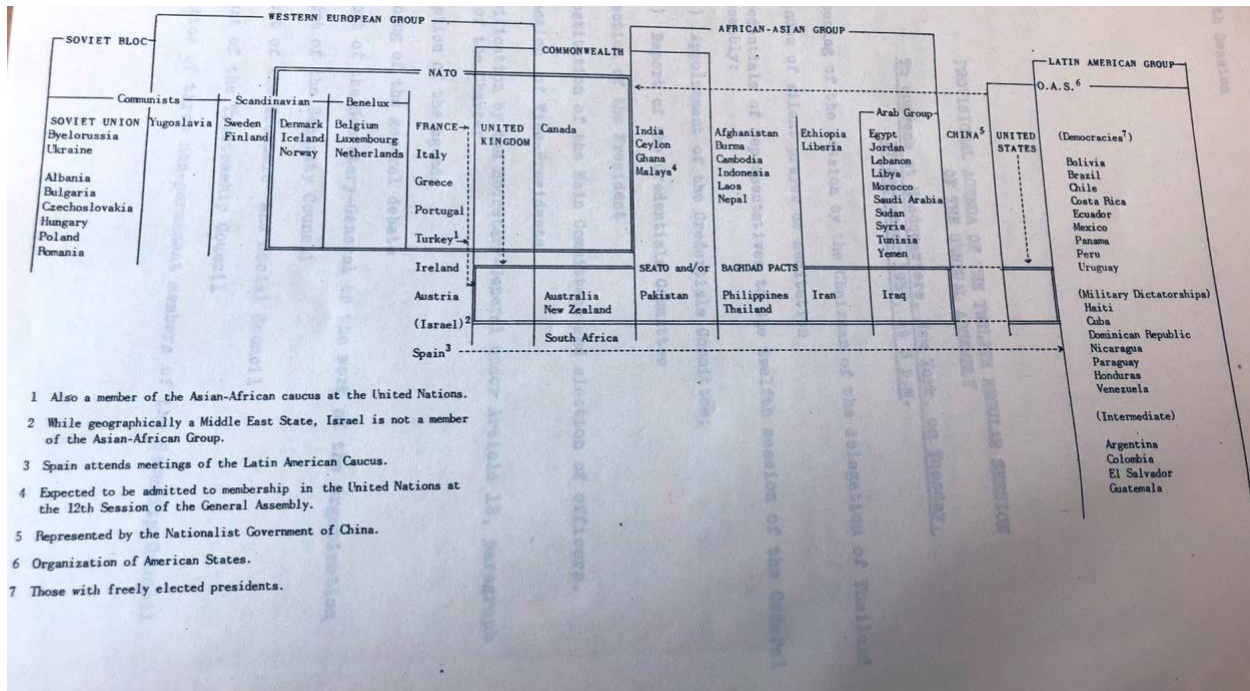 WESTERN EUROPEAN GROUP
AFRICAN-ASIAN GROUP
SOVIET BLOC
COMMONWEALTH
LATIN AMERICAN GROUP
NATO
O.A.S.6
Communists
Scandinavian
Benelux
Arab Group
SOVIET UNION
Byelorussia
Ukraine
Albania
Bulgaria
Czechoslovakia
Hungary
Poland
Romania
Yugoslavia
Sweden
Finland
Denmark
Iceland
Norway
Belgium
Luxembourg
Netherlands
FRANCE
Italy
Greece
Portugal
Turkey1
Ireland
Austria
(Israel)2
Spain3
UNITED
KINGDOM
Canada
Australia
New Zealand
South Africa
India
Ceylon
Ghana
Malaya4
SEATO and/or BAGHDAD PACTS
Pakistan
Afghanistan
Burma
Cambodia
Indonesia
Laos
Nepal
Philippines
Thailand
Ethiopia
Liberia
Iran
Egypt
Jordan
Lebanon
Libya
Morocco
Saudi Arabia
Sudan
Syria
Tunisia
Yemen
Iraq
CHINA5
UNITED
STATES
(Democracies7)
Bolivia
Brazil
Chile
Costa Rica
Ecuador
Mexico
Panama
Peru
Uruguay
(Military Dictatorships)
Haiti
Cuba
Dominican Republic
Nicaragua
Paraguay
Honduras
Venezuela
(Intermediate)
Argentina
Colombia
El Salvador
Guatemala
1 Also a member of the Asian-African caucus at the United Nations.
2 While geographically a Middle East State, Israel is not a member
of the Asian-African Group.
3 Spain attends meetings of the Latin American Caucus.
4 Expected to be admitted to membership in the United Nations at
the 12th Session of the General Assembly.
5 Represented by the Nationalist Government of China.
6 Organization of American States.
7 Those with freely elected presidents.